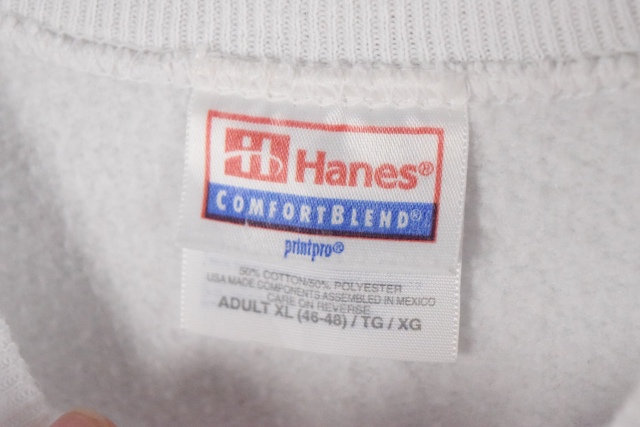 Hanes®
COMFORTBLEND®
printpro®
50% COTTON/50% POLYESTER
USA MADE COMPONENTS ASSEMBLED IN MEXICO
CARE ON REVERSE
ADULT XL (46-48) / TG / XG